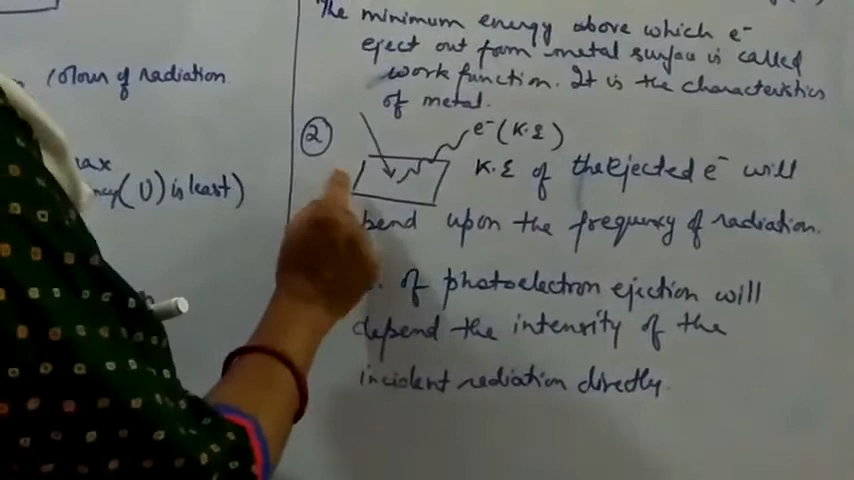 colour of radiation
max
(υ) is least)
The minimum energy above which e⁻
eject out form metal surface is called
work function. It is the characteristics
of metal.
②
e⁻ (K.E)
K.E of the ejected e⁻ will
pend upon the frequency of radiation.
of photoelectron ejection will
depend the intensity of the
incident radiation directly.